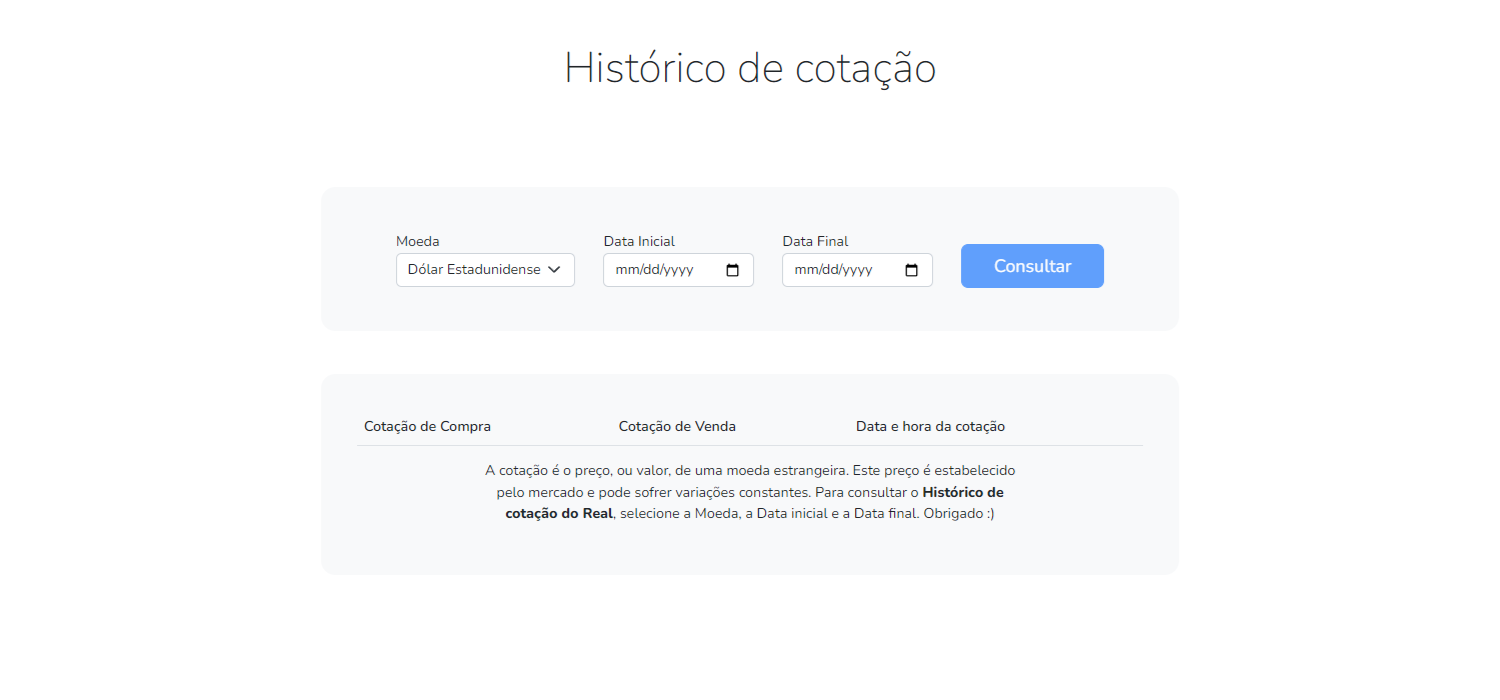 Histórico de cotação
Moeda
Data Inicial
Data Final
Dólar Estadunidense
mm/dd/yyyy
mm/dd/yyyy
Consultar
Cotação de Compra
Cotação de Venda
Data e hora da cotação
A cotação é o preço, ou valor, de uma moeda estrangeira. Este preço é estabelecido
pelo mercado e pode sofrer variações constantes. Para consultar o Histórico de
cotação do Real, selecione a Moeda, a Data inicial e a Data final. Obrigado :)